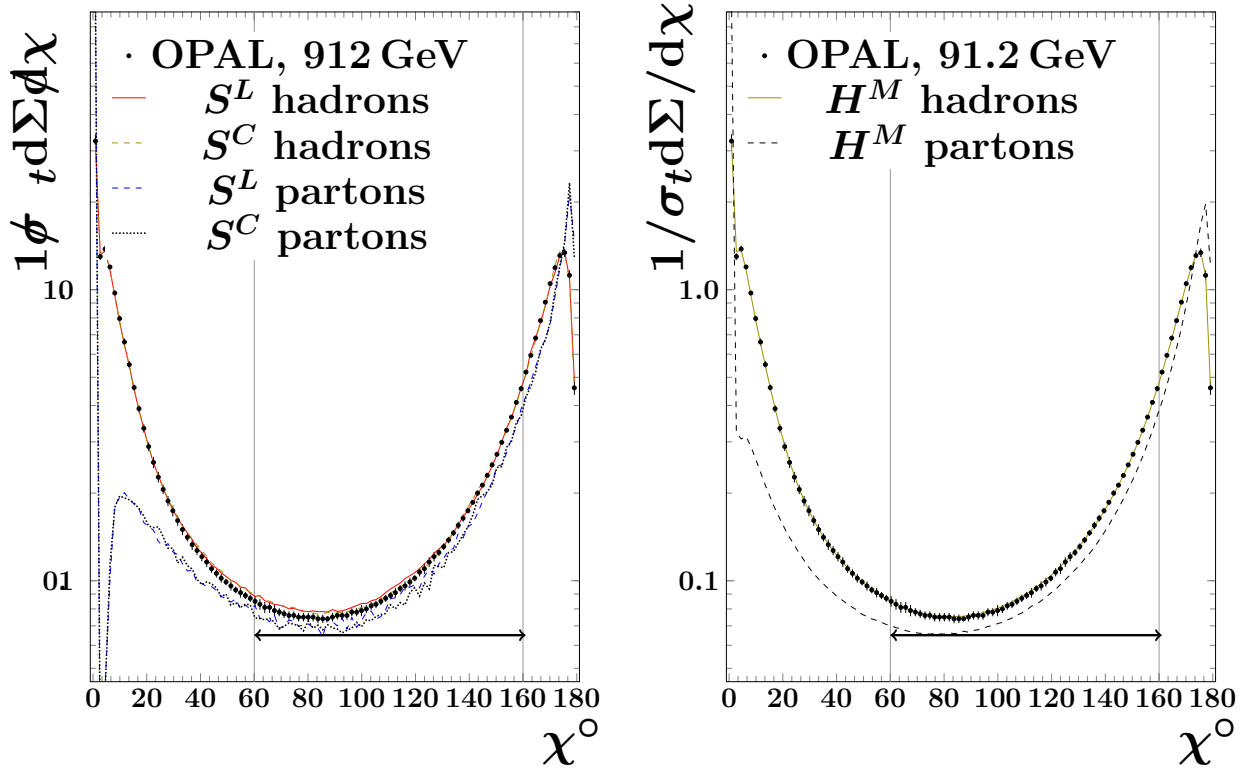 1/σ tdΣ/dχ
OPAL, 912 GeV
S^L hadrons
S^C hadrons
S^L partons
S^C partons
10
01
0 20 40 60 80 100 120 140 160 180
χ°
1/σ_t dΣ/dχ
OPAL, 91.2 GeV
H^M hadrons
H^M partons
1.0
0.1
0 20 40 60 80 100 120 140 160 180
χ°